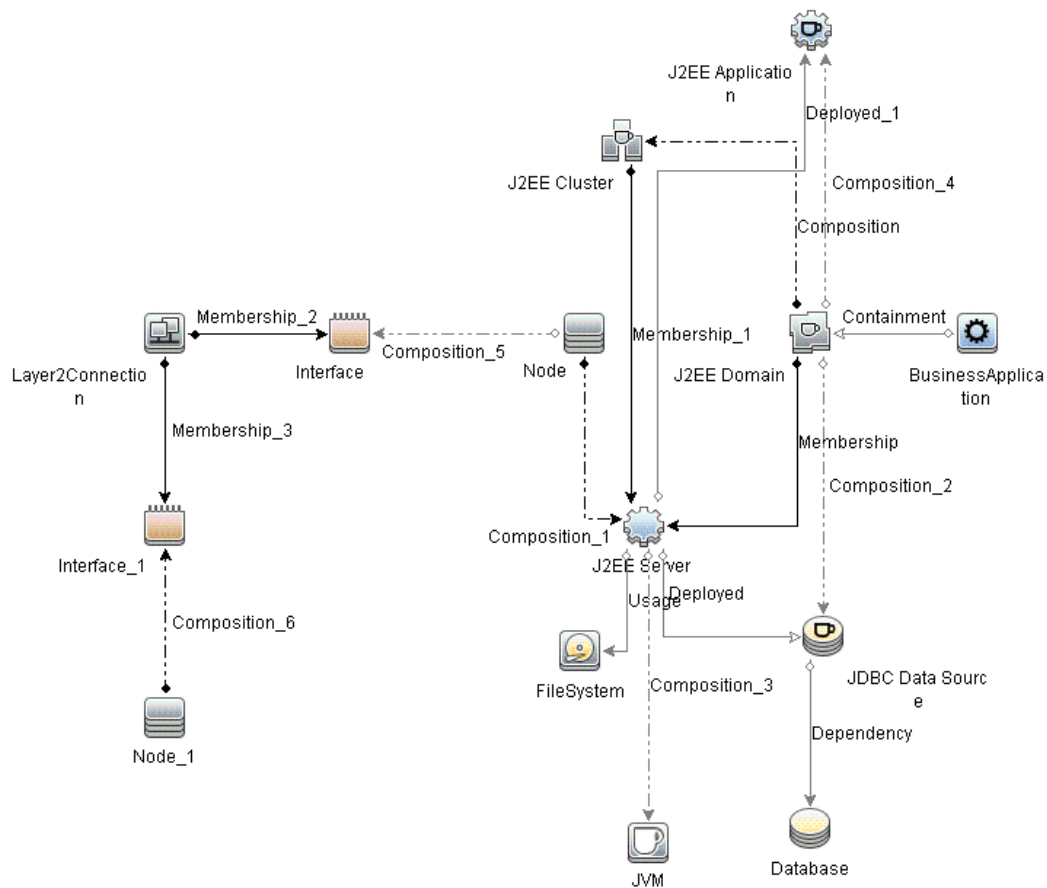 J2EE Applicatio
n
Deployed_1
J2EE Cluster
Composition_4
Composition
Membership_2
Containment
Composition_5
Membership_1
Layer2Connectio
n
Interface
Node
J2EE Domain
BusinessApplica
tion
Membership_3
Membership
Composition_2
Composition_1
Interface_1
J2EE Server
Usage
Deployed
Composition_6
FileSystem
Composition_3
JDBC Data Sourc
e
Dependency
Node_1
Database
JVM